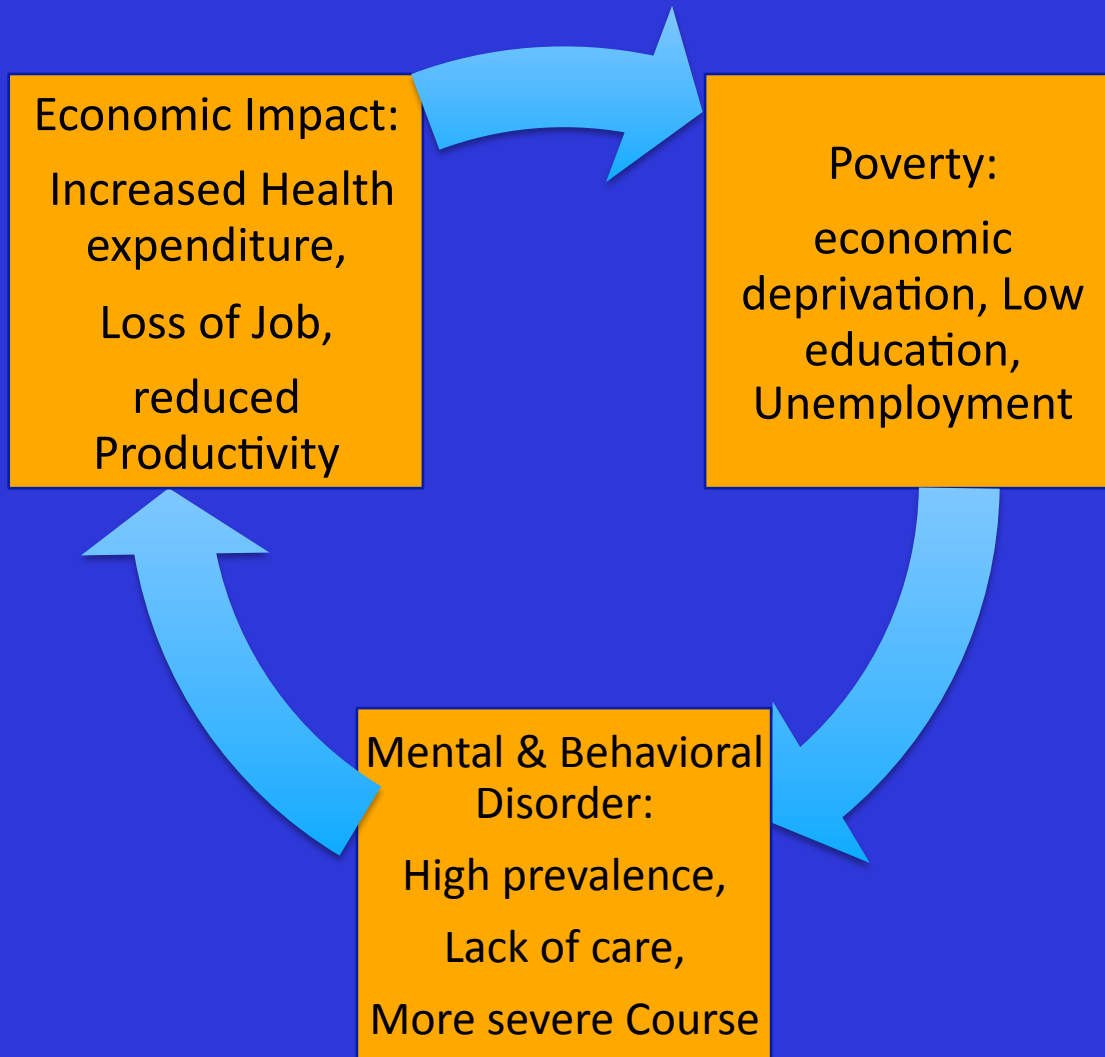 Economic Impact:
Increased Health
expenditure,
Loss of Job,
reduced
Productivity
Poverty:
economic
deprivation, Low
education,
Unemployment
Mental & Behavioral
Disorder:
High prevalence,
Lack of care,
More severe Course